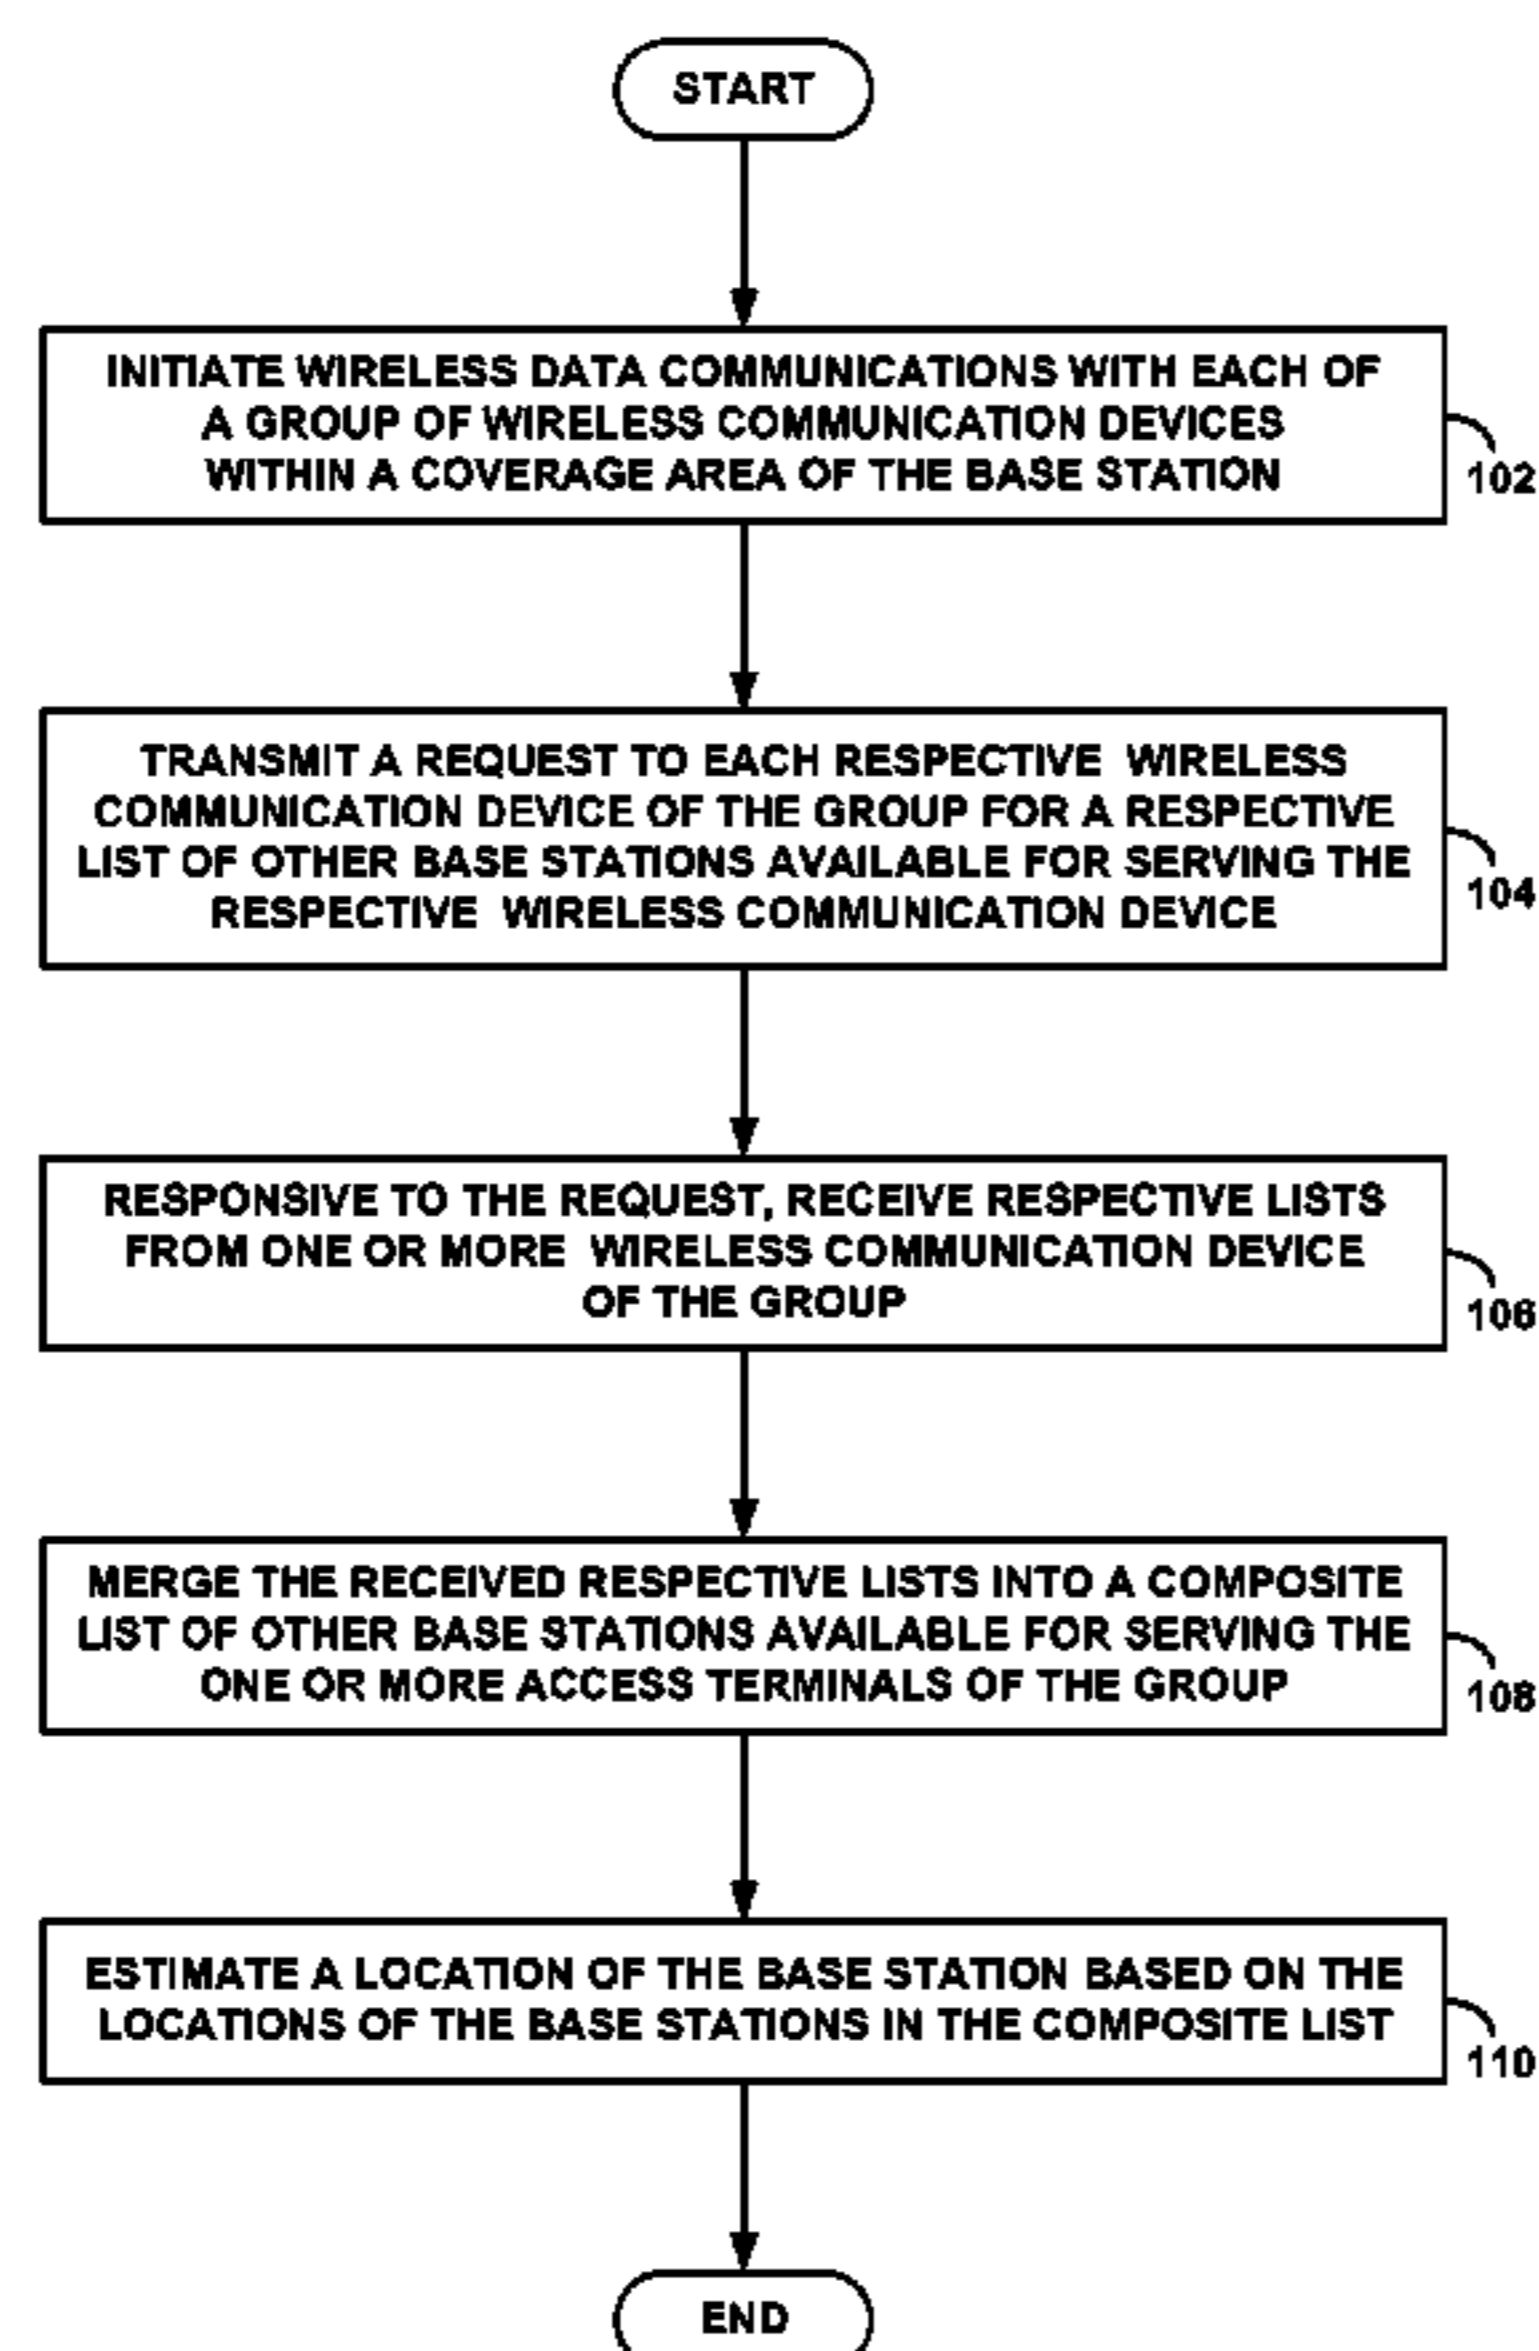 START
INITIATE WIRELESS DATA COMMUNICATIONS WITH EACH OF
A GROUP OF WIRELESS COMMUNICATION DEVICES
WITHIN A COVERAGE AREA OF THE BASE STATION
102
TRANSMIT A REQUEST TO EACH RESPECTIVE WIRELESS
COMMUNICATION DEVICE OF THE GROUP FOR A RESPECTIVE
LIST OF OTHER BASE STATIONS AVAILABLE FOR SERVING THE
RESPECTIVE WIRELESS COMMUNICATION DEVICE
104
RESPONSIVE TO THE REQUEST, RECEIVE RESPECTIVE LISTS
FROM ONE OR MORE WIRELESS COMMUNICATION DEVICE
OF THE GROUP
106
MERGE THE RECEIVED RESPECTIVE LISTS INTO A COMPOSITE
LIST OF OTHER BASE STATIONS AVAILABLE FOR SERVING THE
ONE OR MORE ACCESS TERMINALS OF THE GROUP
108
ESTIMATE A LOCATION OF THE BASE STATION BASED ON THE
LOCATIONS OF THE BASE STATIONS IN THE COMPOSITE LIST
110
END